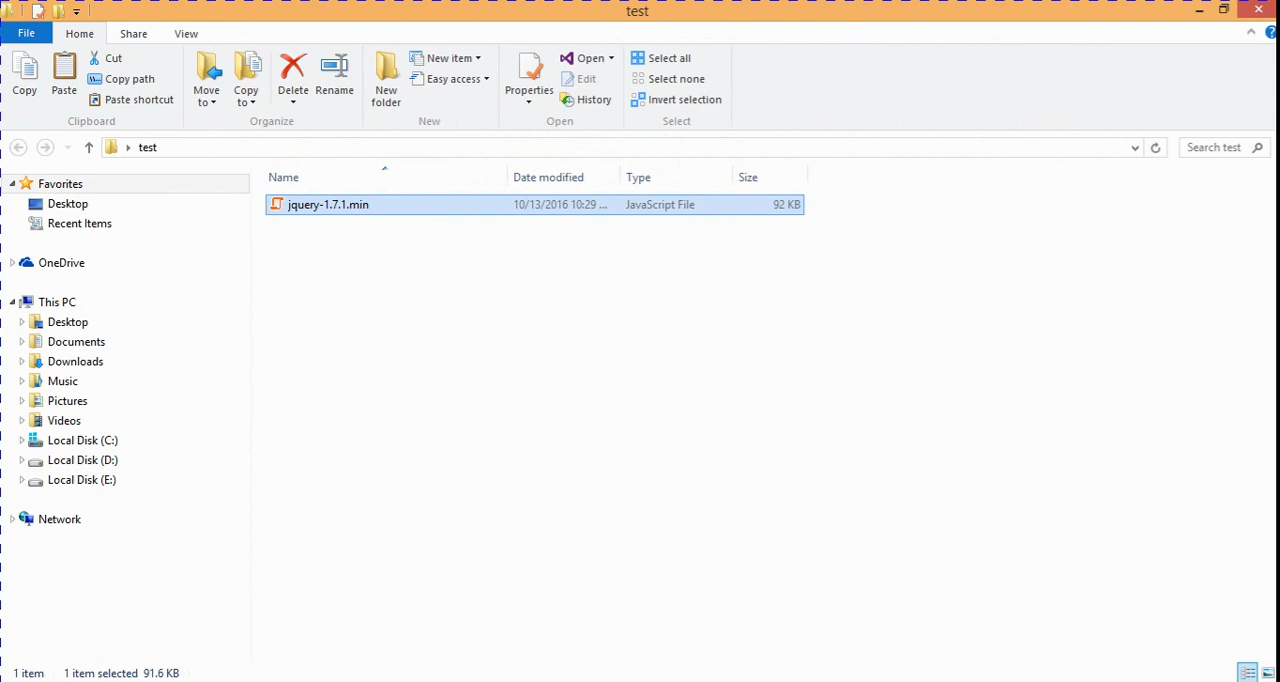 test
File Home Share View
Copy Paste Cut Copy path Paste shortcut Move to Copy to Delete Rename New folder New item Easy access Properties Open Edit History Select all Select none Invert selection
Clipboard Organize New Open Select
test Search test
Name Date modified Type Size
jquery-1.7.1.min 10/13/2016 10:29 ... JavaScript File 92 KB
Favorites
Desktop
Recent Items
OneDrive
This PC
Desktop
Documents
Downloads
Music
Pictures
Videos
Local Disk (C:)
Local Disk (D:)
Local Disk (E:)
Network
1 item 1 item selected 91.6 KB